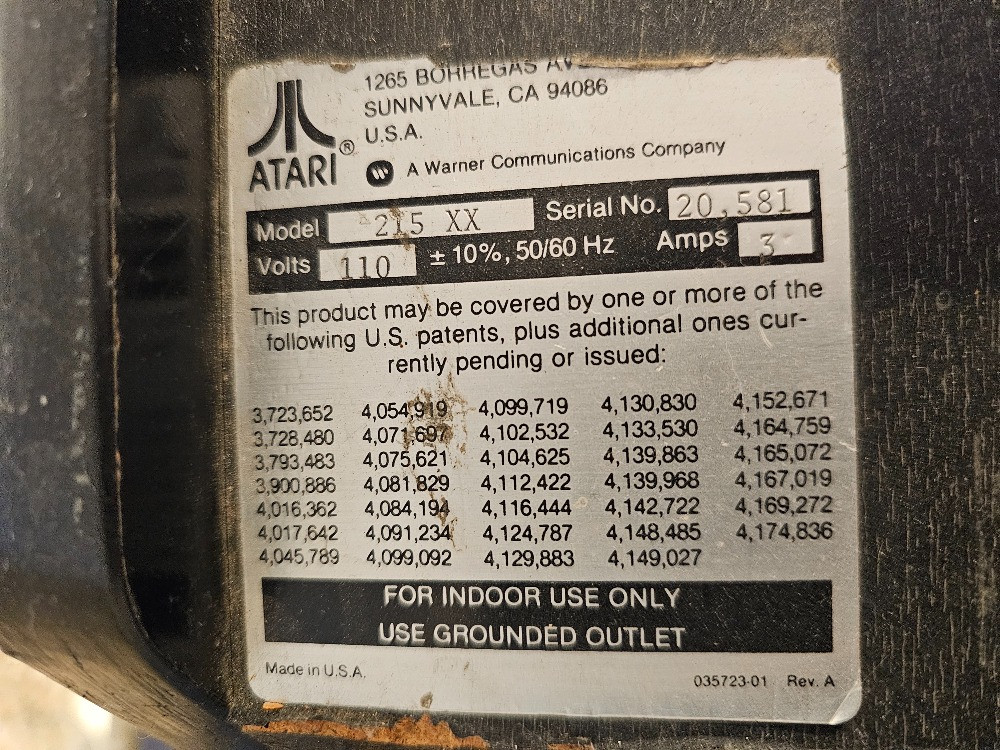 1265 BORREGAS AV
SUNNYVALE, CA 94086
U.S.A.
ATARI®
A Warner Communications Company
Model 215 XX Serial No. 20,581
Volts 110 ± 10%, 50/60 Hz Amps 3
This product may be covered by one or more of the
following U.S. patents, plus additional ones cur-
rently pending or issued:
3,723,652 4,054,919 4,099,719 4,130,830 4,152,671
3,728,480 4,071,697 4,102,532 4,133,530 4,164,759
3,793,483 4,075,621 4,104,625 4,139,863 4,165,072
3,900,886 4,081,829 4,112,422 4,139,968 4,167,019
4,016,362 4,084,194 4,116,444 4,142,722 4,169,272
4,017,642 4,091,234 4,124,787 4,148,485 4,174,836
4,045,789 4,099,092 4,129,883 4,149,027
FOR INDOOR USE ONLY
USE GROUNDED OUTLET
Made in U.S.A.
035723-01 Rev. A